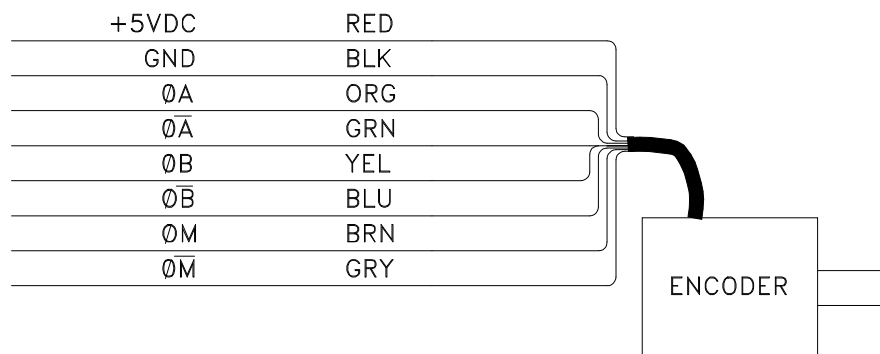 +5VDC RED
GND BLK
ØA ORG
ØA̅ GRN
ØB YEL
ØB̅ BLU
ØM BRN
ØM̅ GRY
ENCODER